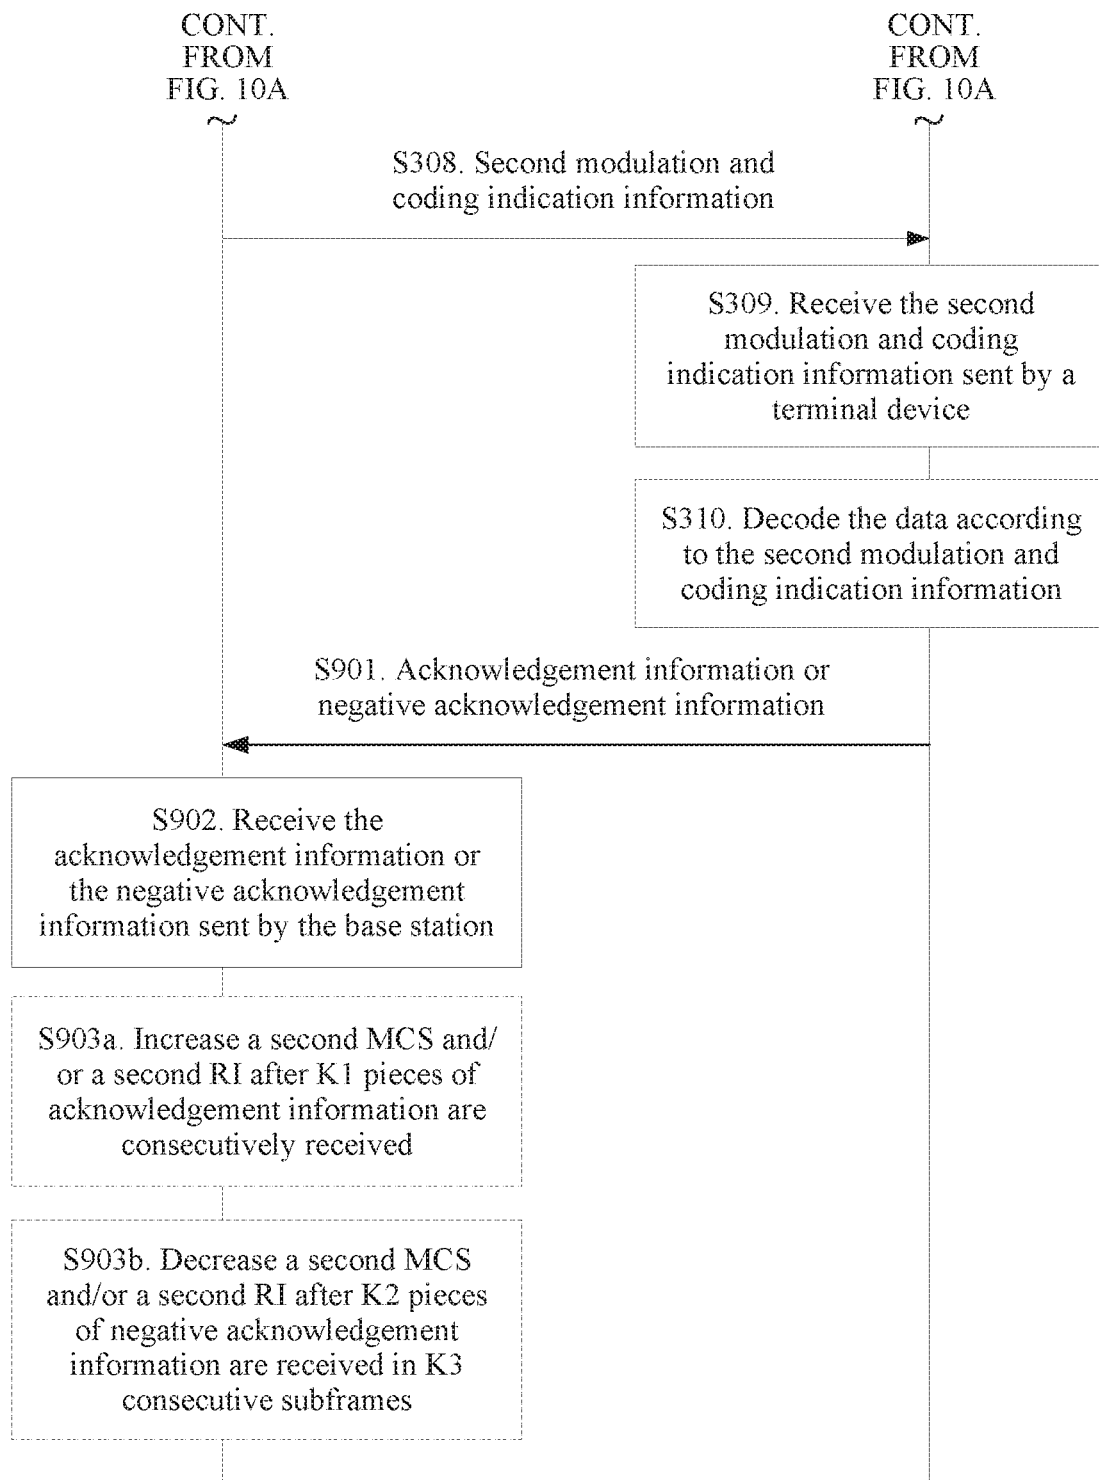 CONT.
FROM
FIG. 10A
CONT.
FROM
FIG. 10A
S308. Second modulation and
coding indication information
S309. Receive the second
modulation and coding
indication information sent by a
terminal device
S310. Decode the data according
to the second modulation and
coding indication information
S901. Acknowledgement information or
negative acknowledgement information
S902. Receive the
acknowledgement information or
the negative acknowledgement
information sent by the base station
S903a. Increase a second MCS and/
or a second RI after K1 pieces of
acknowledgement information are
consecutively received
S903b. Decrease a second MCS
and/or a second RI after K2 pieces
of negative acknowledgement
information are received in K3
consecutive subframes